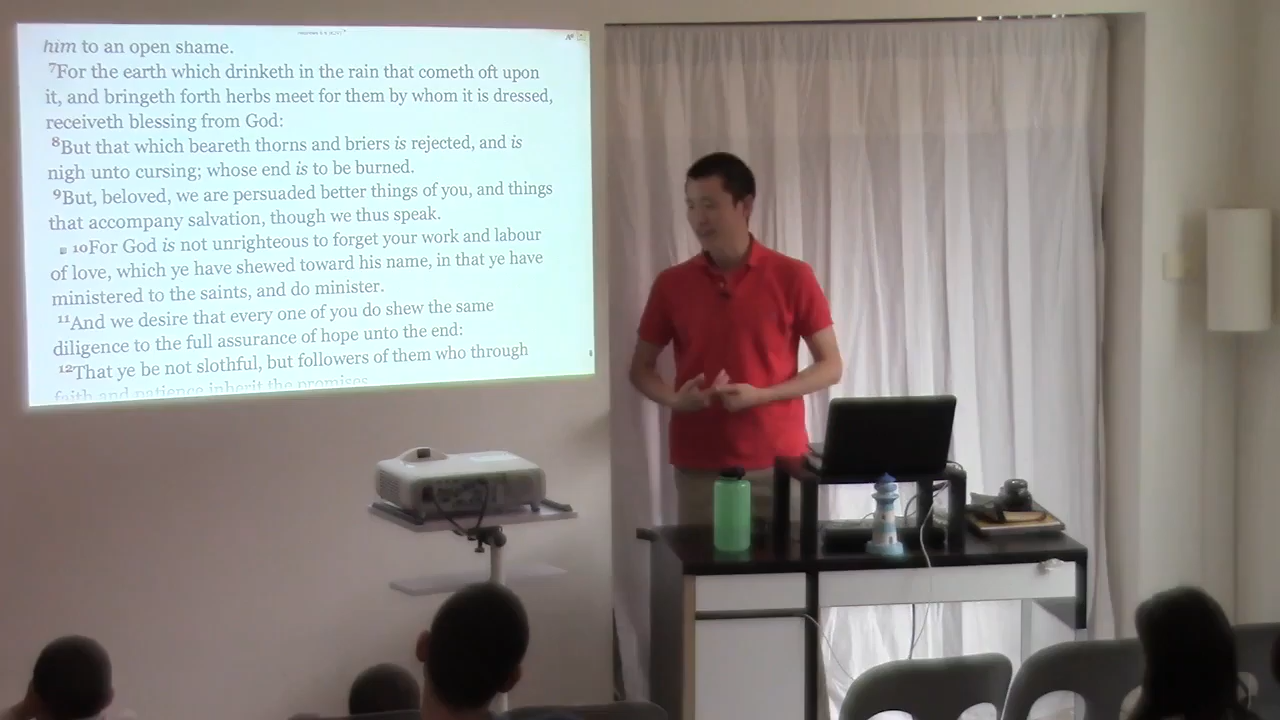 him to an open shame.
7For the earth which drinketh in the rain that cometh oft upon
it, and bringeth forth herbs meet for them by whom it is dressed,
receiveth blessing from God:
8But that which beareth thorns and briers is rejected, and is
nigh unto cursing; whose end is to be burned.
9But, beloved, we are persuaded better things of you, and things
that accompany salvation, though we thus speak.
10For God is not unrighteous to forget your work and labour
of love, which ye have shewed toward his name, in that ye have
ministered to the saints, and do minister.
11And we desire that every one of you do shew the same
diligence to the full assurance of hope unto the end:
12That ye be not slothful, but followers of them who through
faith and patience inherit the promises